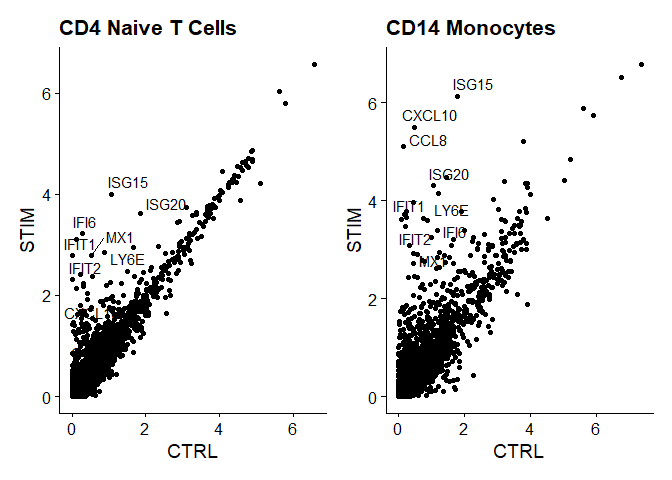 CD4 Naive T Cells
CD14 Monocytes
ISG15
ISG20
IFI6
IFIT1
MX1
LY6E
IFIT2
ISG15
CXCL10
CCL8
ISG20
IFIT1
LY6E
IFI6
IFIT2
STIM
6
4
2
0
0
2
4
6
CTRL
STIM
6
4
2
0
0
2
4
6
CTRL